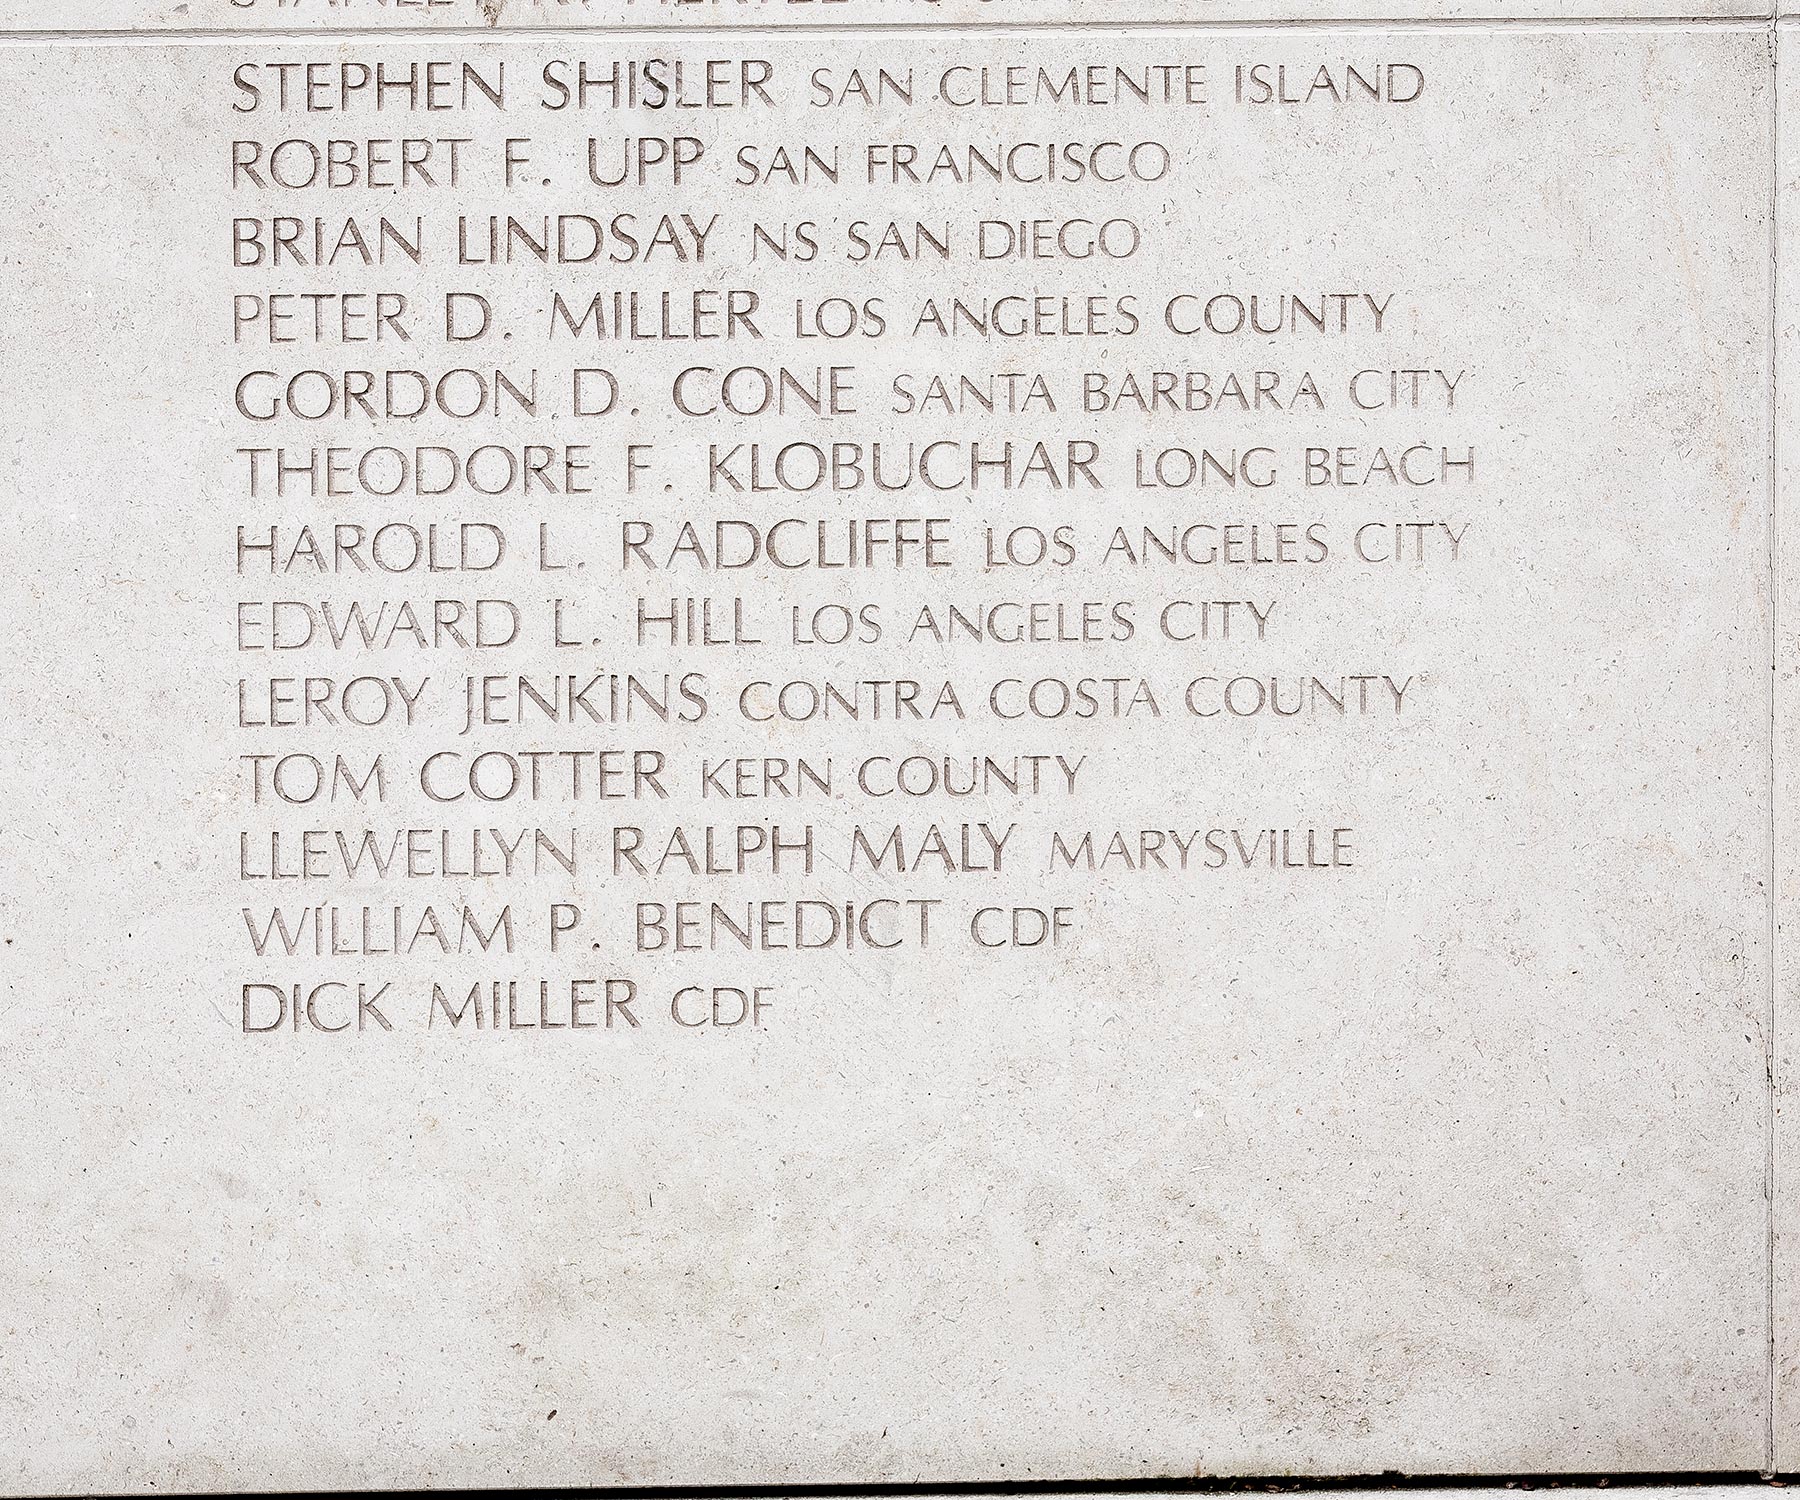 STEPHEN SHISLER SAN CLEMENTE ISLAND
ROBERT F. UPP SAN FRANCISCO
BRIAN LINDSAY NS SAN DIEGO
PETER D. MILLER LOS ANGELES COUNTY
GORDON D. CONE SANTA BARBARA CITY
THEODORE F. KLOBUCHAR LONG BEACH
HAROLD L. RADCLIFFE LOS ANGELES CITY
EDWARD L. HILL LOS ANGELES CITY
LEROY JENKINS CONTRA COSTA COUNTY
TOM COTTER KERN COUNTY
LLEWELLYN RALPH MALY MARYSVILLE
WILLIAM P. BENEDICT CDF
DICK MILLER CDF